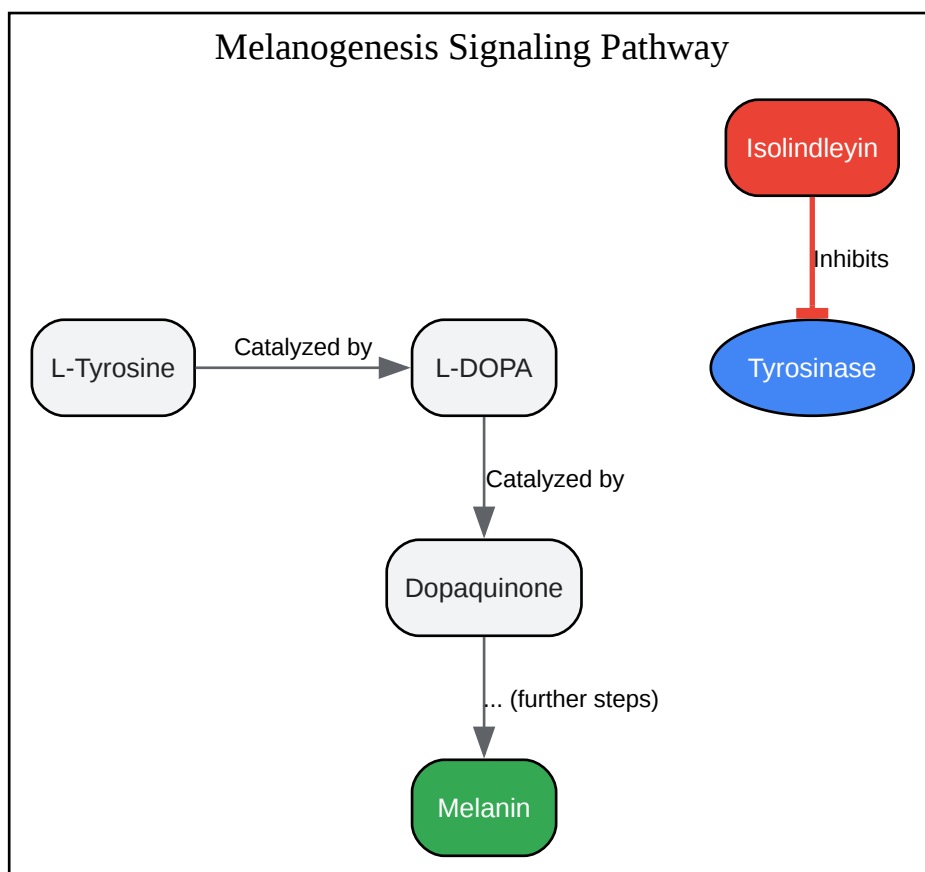 Melanogenesis Signaling Pathway
Isolindleyin
Inhibits
L-Tyrosine
Catalyzed by
L-DOPA
Tyrosinase
Catalyzed by
Dopaquinone
... (further steps)
Melanin